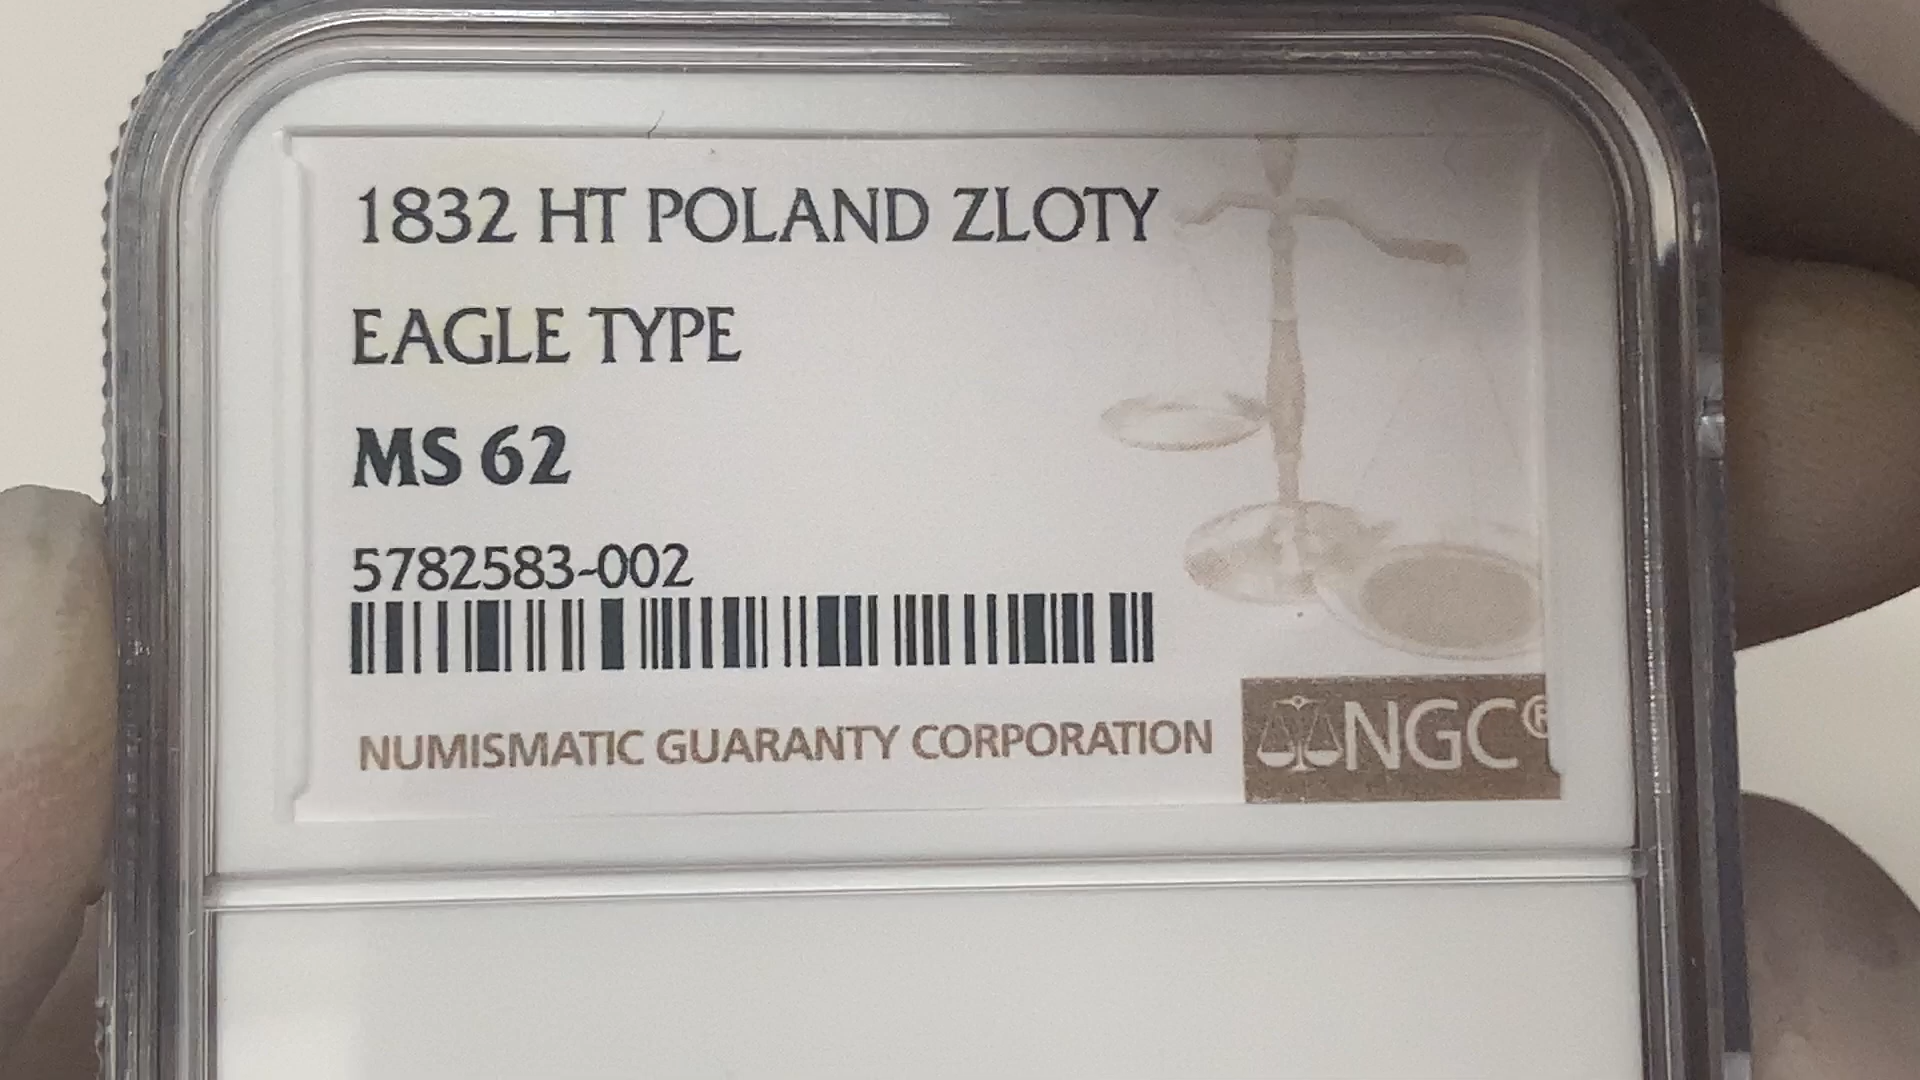 1832 HT POLAND ZLOTY
EAGLE TYPE
MS 62
5782583-002
NUMISMATIC GUARANTY CORPORATION
NGC®